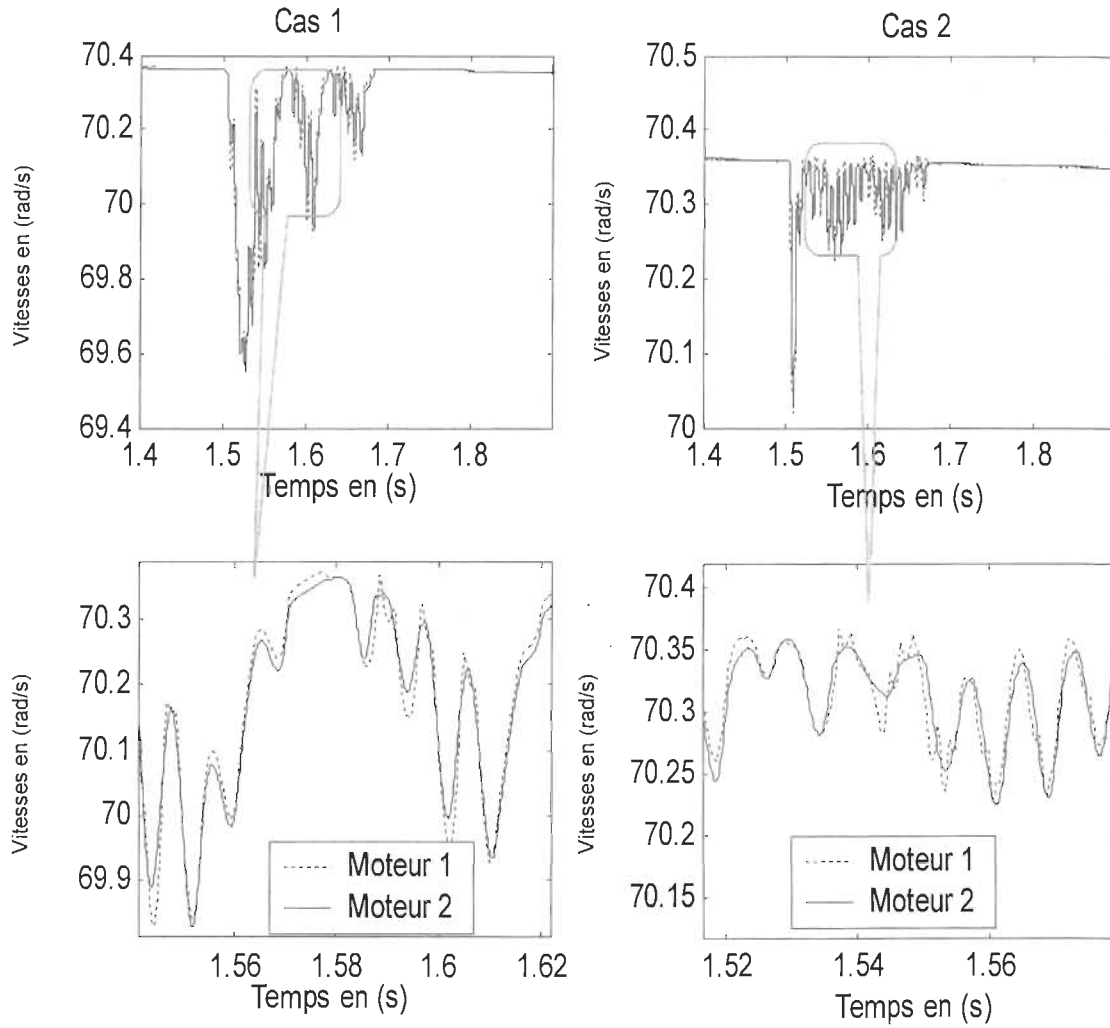 Cas 1
Cas 2
70.4
70.2
70
69.8
69.6
69.4
1.4
1.5
1.6
1.7
1.8
Vitesses en (rad/s)
Temps en (s)
70.5
70.4
70.3
70.2
70.1
70
1.4
1.5
1.6
1.7
1.8
Vitesses en (rad/s)
Temps en (s)
70.3
70.2
70.1
70
69.9
1.56
1.58
1.6
1.62
Vitesses en (rad/s)
Temps en (s)
Moteur 1
Moteur 2
70.4
70.35
70.3
70.25
70.2
70.15
1.52
1.54
1.56
Vitesses en (rad/s)
Temps en (s)
Moteur 1
Moteur 2